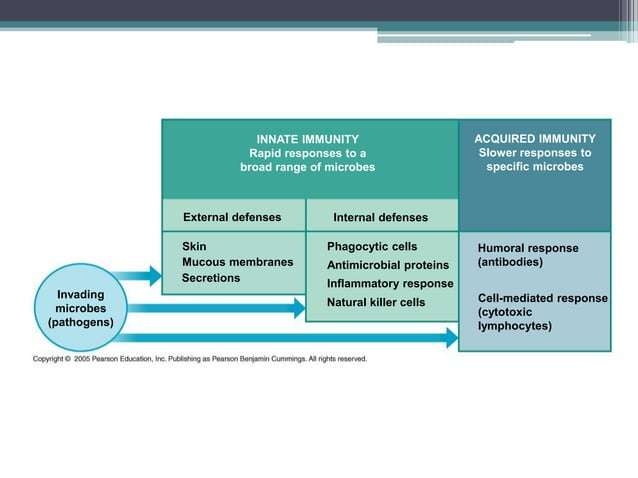 INNATE IMMUNITY
Rapid responses to a
broad range of microbes
ACQUIRED IMMUNITY
Slower responses to
specific microbes
External defenses
Internal defenses
Skin
Mucous membranes
Secretions
Phagocytic cells
Antimicrobial proteins
Inflammatory response
Natural killer cells
Humoral response
(antibodies)
Cell-mediated response
(cytotoxic
lymphocytes)
Invading
microbes
(pathogens)
Copyright © 2005 Pearson Education, Inc. Publishing as Pearson Benjamin Cummings. All rights reserved.